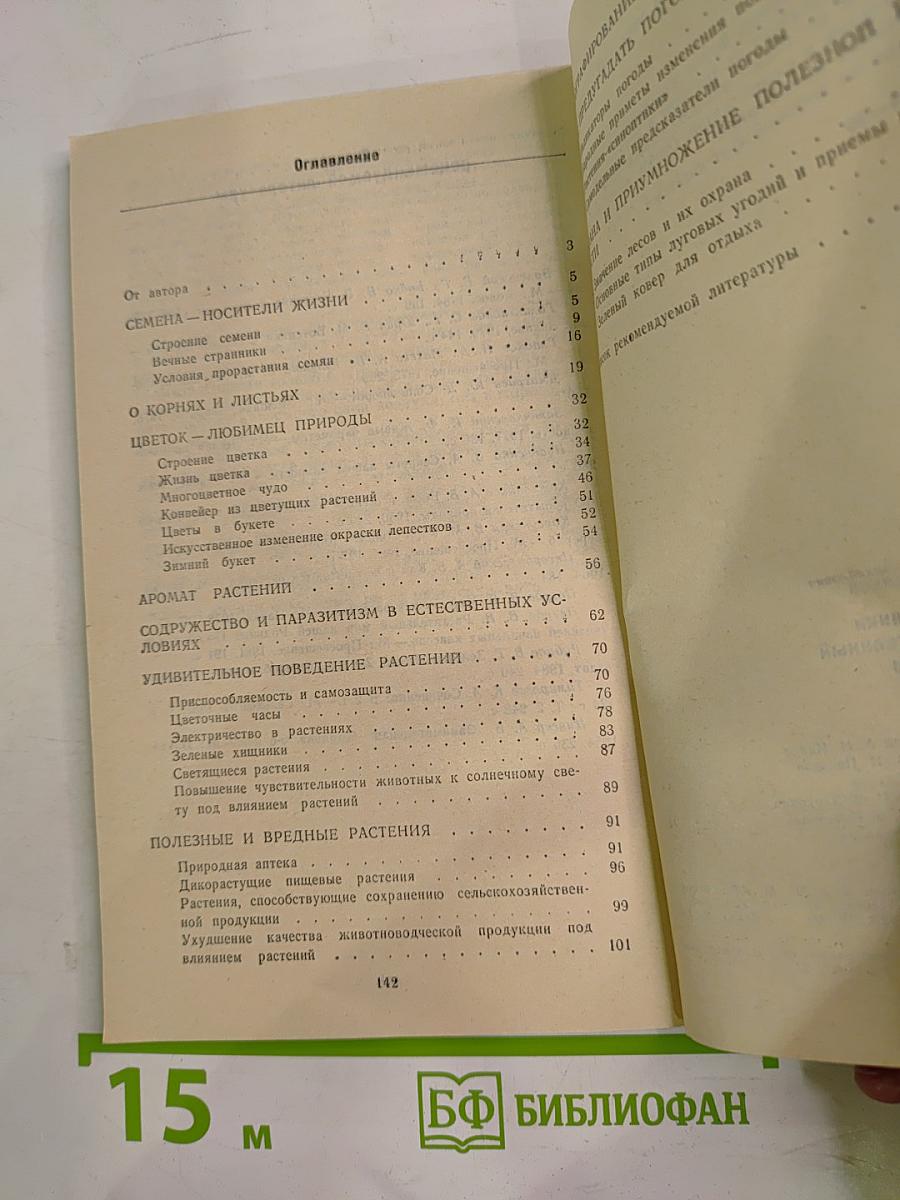 Оглавление
От автора . . . . . . . . . . . . . . . 3
СЕМЕНА — НОСИТЕЛИ ЖИЗНИ . . . . . . . . 5
Строение семени . . . . . . . . . . . . 5
Вечные странники . . . . . . . . . . . . 9
Условия прорастания семян . . . . . . . . 16
О КОРНЯХ И ЛИСТЬЯХ . . . . . . . . . . 19
ЦВЕТОК — ЛЮБИМЕЦ ПРИРОДЫ . . . . . . . 32
Строение цветка . . . . . . . . . . . . 32
Жизнь цветка . . . . . . . . . . . . . 34
Многоцветное чудо . . . . . . . . . . . 37
Конвейер из цветущих растений . . . . . . 46
Цветы в букете . . . . . . . . . . . . 51
Искусственное изменение окраски лепестков . . . 52
Зимний букет . . . . . . . . . . . . . 54
АРОМАТ РАСТЕНИЙ . . . . . . . . . . . . 56
СОДРУЖЕСТВО И ПАРАЗИТИЗМ В ЕСТЕСТВЕННЫХ УС-
ЛОВИЯХ . . . . . . . . . . . . . . . 62
УДИВИТЕЛЬНОЕ ПОВЕДЕНИЕ РАСТЕНИЙ . . . . . 70
Приспособляемость и самозащита . . . . . . 70
Цветочные часы . . . . . . . . . . . . 76
Электричество в растениях . . . . . . . . 78
Зеленые хищники . . . . . . . . . . . . 83
Светящиеся растения . . . . . . . . . . . 87
Повышение чувствительности животных к солнечному све-
ту под влиянием растений . . . . . . . . . 89
ПОЛЕЗНЫЕ И ВРЕДНЫЕ РАСТЕНИЯ . . . . . . . 91
Природная аптека . . . . . . . . . . . . 91
Дикорастущие пищевые растения . . . . . . . 96
Растения, способствующие сохранению сельскохозяйствен-
ной продукции . . . . . . . . . . . . . 99
Ухудшение качества животноводческой продукции под
влиянием растений . . . . . . . . . . . . 101
142
ПОГО
погоды
приметы изменения
«синоптики»
предсказатели погоды
И ПРИУМНОЖЕНИЕ ПОЛЕЗНОЙ
Значение лесов и их охрана
Основные типы луговых угодий и приемы
Зеленый ковер для отдыха
рекомендуемой литературы
15 м
БФ БИБЛИОФАН